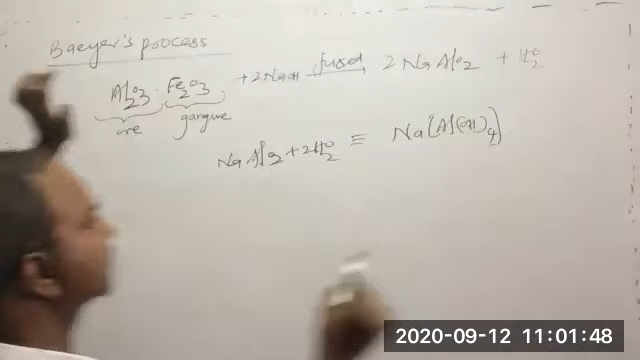 Baeyer's process
Al2O3 . Fe2O3 + 2NaOH fused 2NaAlO2 + H2O
ore gangue
NaAlO2 + 2H2O ≡ Na[Al(OH)4]
2020-09-12 11:01:48